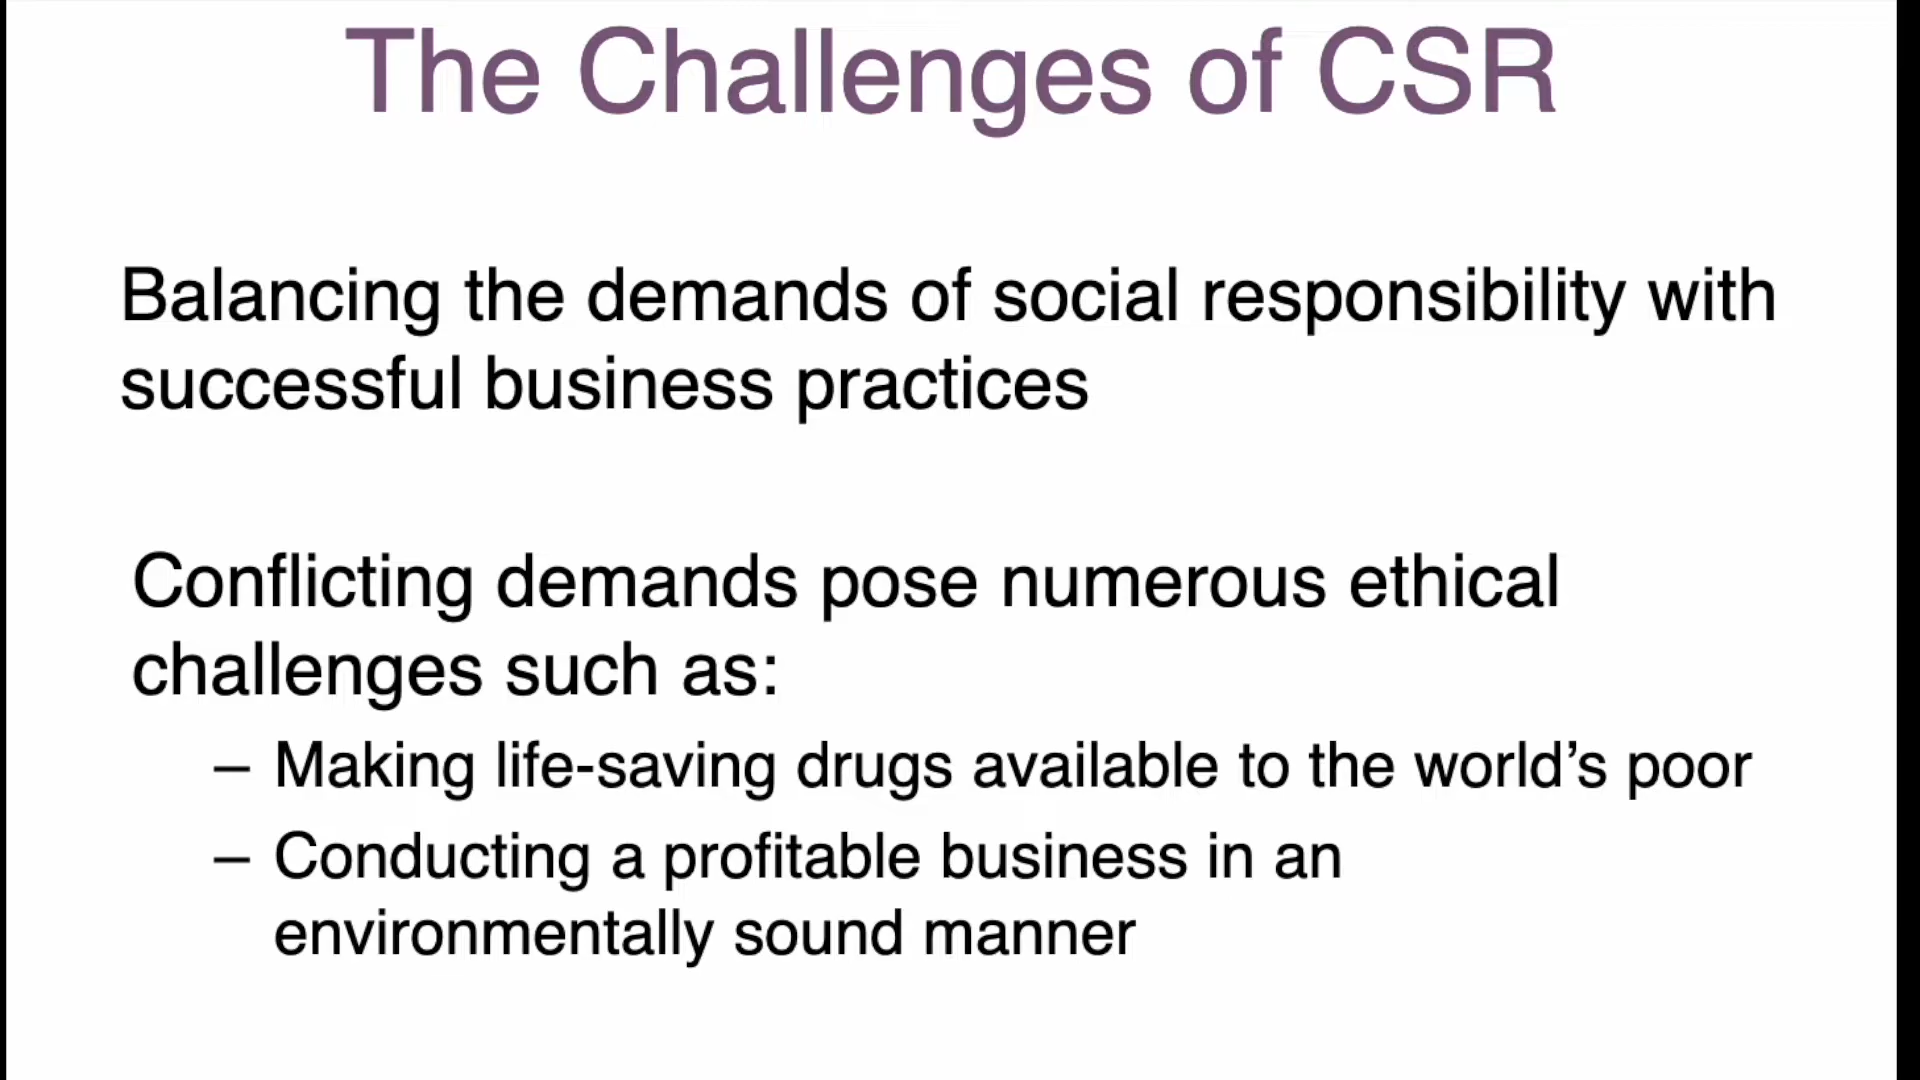 The Challenges of CSR
Balancing the demands of social responsibility with
successful business practices
Conflicting demands pose numerous ethical
challenges such as:
– Making life-saving drugs available to the world’s poor
– Conducting a profitable business in an
environmentally sound manner